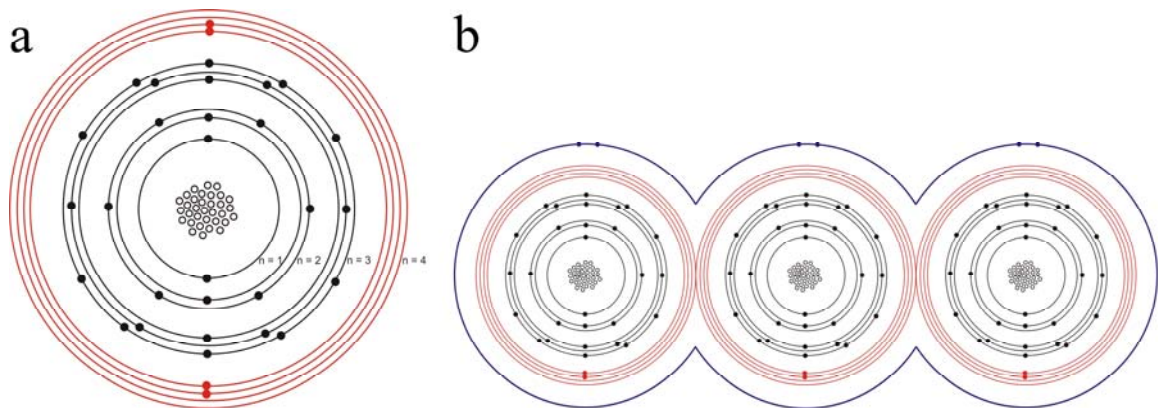 a
b
n = 1 n = 2 n = 3 n = 4